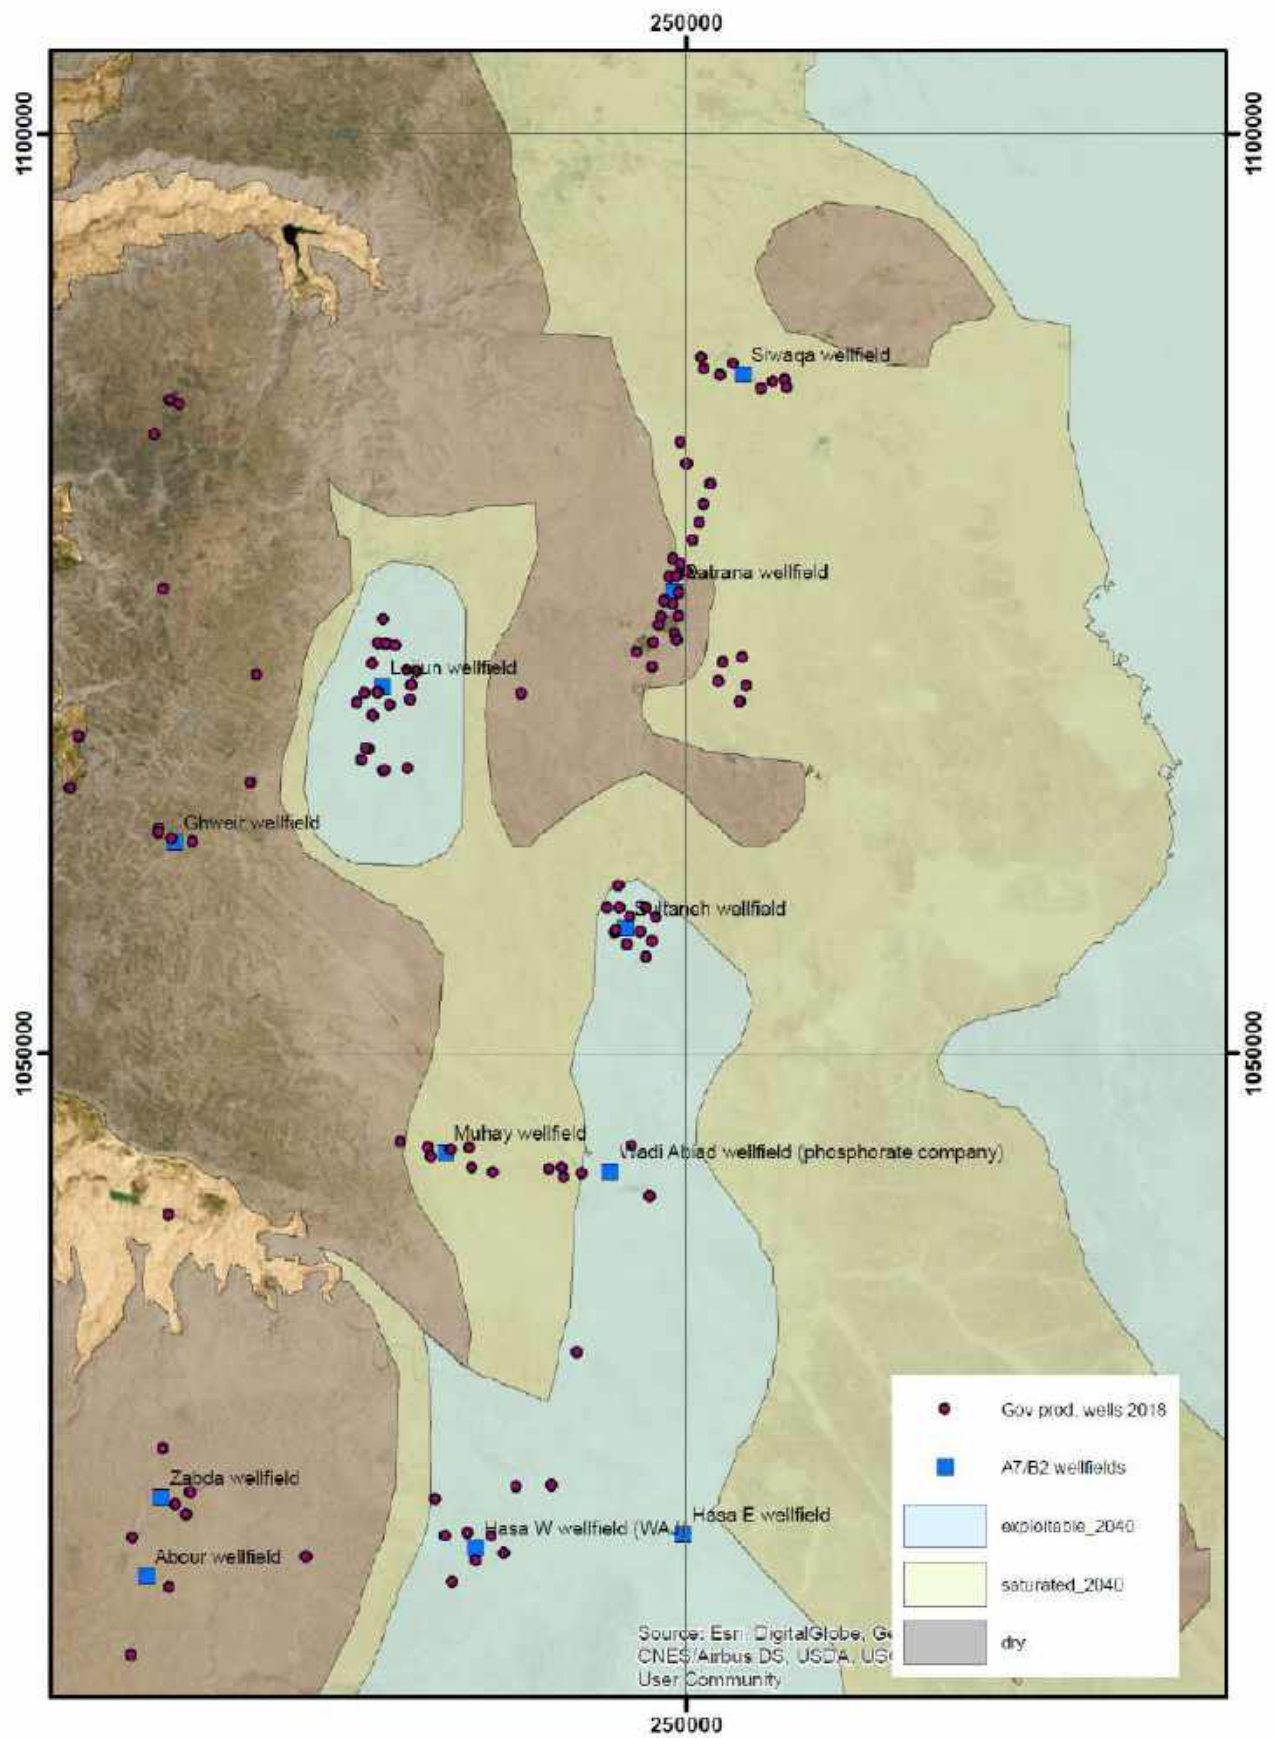 250000
1100000
1100000
Siwaqa wellfield
wellfield
wellfield
Ghweir wellfield
Sultaneh wellfield
1050000
1050000
Muhay wellfield
Wadi Abiad wellfield (phosphorate company)
Gov prod. wells 2018
Zabda wellfield
A7/B2 wellfields
Hasa E wellfield
Hasa W wellfield (WAJ)
exploitable_2040
Abour wellfield
saturated_2040
Source: Esri, DigitalGlobe, Ge
CNES/Airbus DS, USDA, USG
User Community
dry
250000